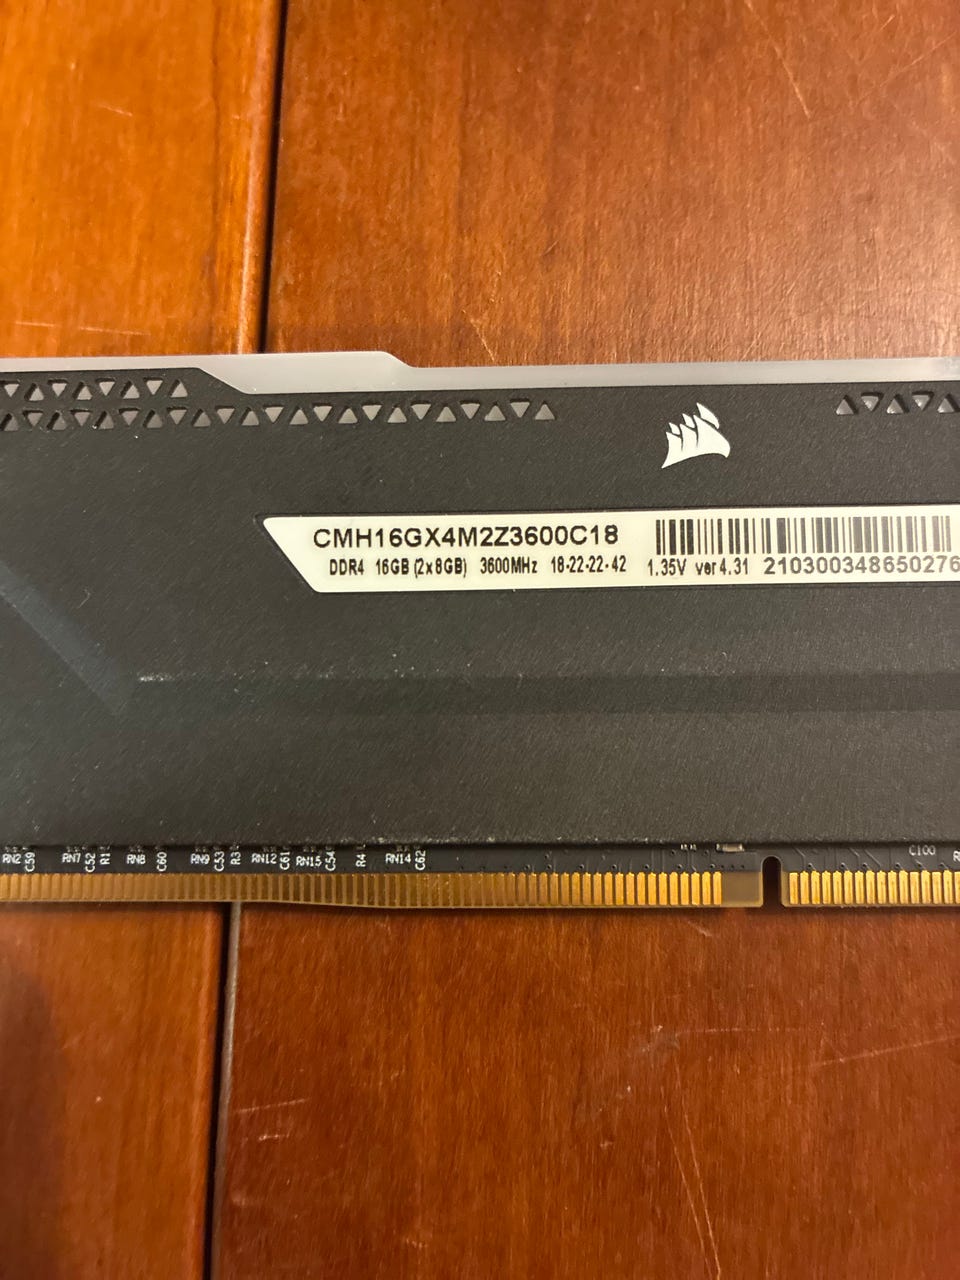 CMH16GX4M2Z3600C18
DDR4 16GB (2x8GB) 3600MHz 18-22-22-42 1.35V ver4.31 210300348650276
RN2 C59 RN7 C52 R1 RN8 C60 RN9 C53 R3 RN12 C61 RN15 C54 R4 RN14 C62 C100